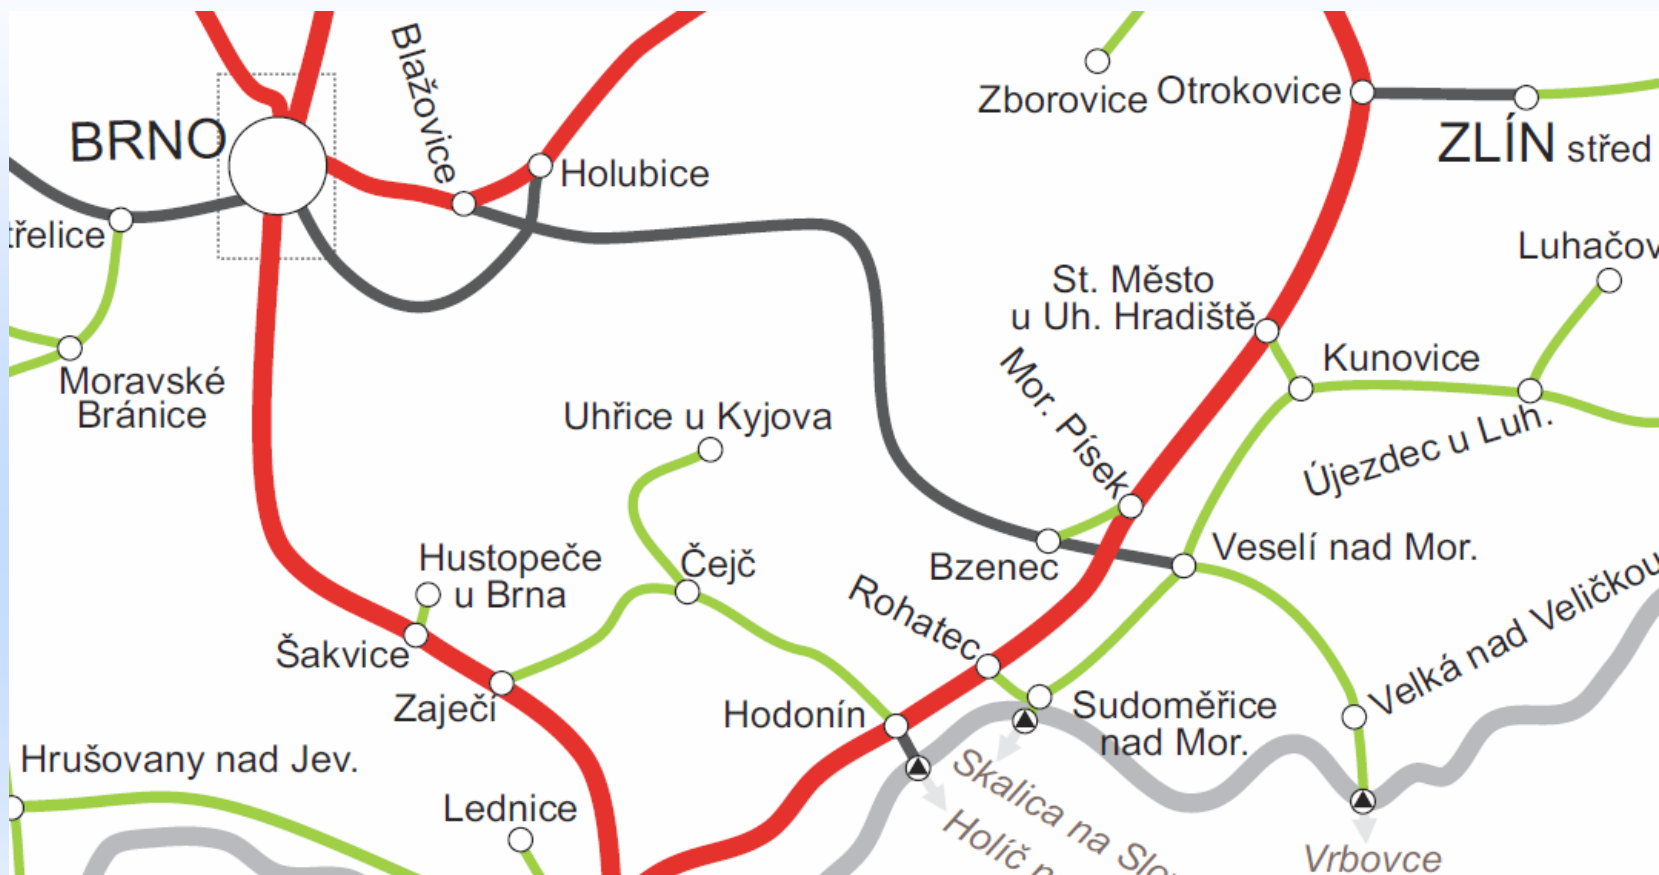 Blažovice
Zborovice
Otrokovice
BRNO
ZLÍN střed
Holubice
třelice
Luhačov
St. Město
u Uh. Hradiště
Kunovice
Moravské
Bránice
Mor. Písek
Uhřice u Kyjova
Újezdec u Luh.
Hustopeče
u Brna
Čejč
Bzenec
Veselí nad Mor.
Rohatec
Velká nad Veličkou
Šakvice
Zaječí
Hodonín
Sudoměřice
nad Mor.
Hrušovany nad Jev.
Skalica na Slov
Lednice
Holíč n
Vrbovce